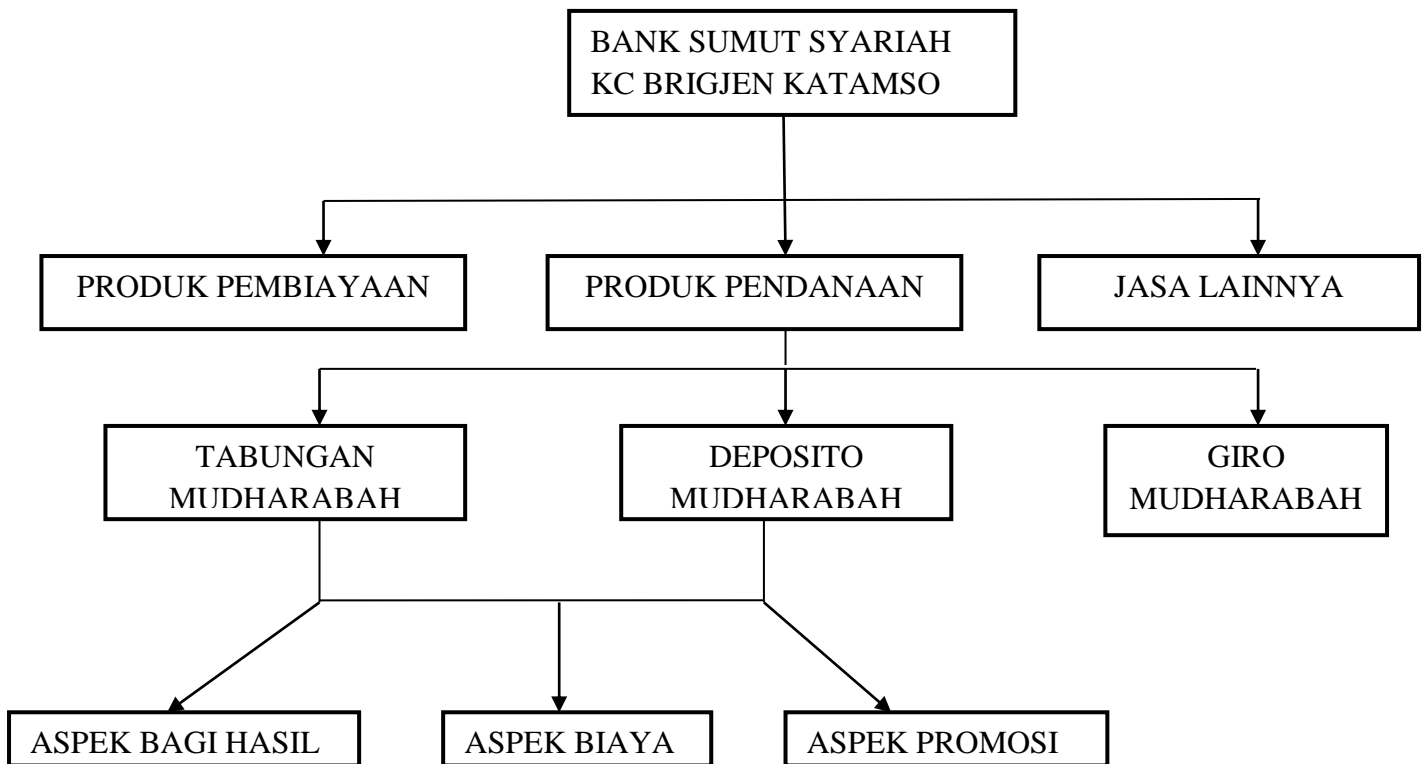 BANK SUMUT SYARIAH
KC BRIGJEN KATAMSO
PRODUK PEMBIAYAAN
PRODUK PENDANAAN
JASA LAINNYA
TABUNGAN
MUDHARABAH
DEPOSITO
MUDHARABAH
GIRO
MUDHARABAH
ASPEK BAGI HASIL
ASPEK BIAYA
ASPEK PROMOSI